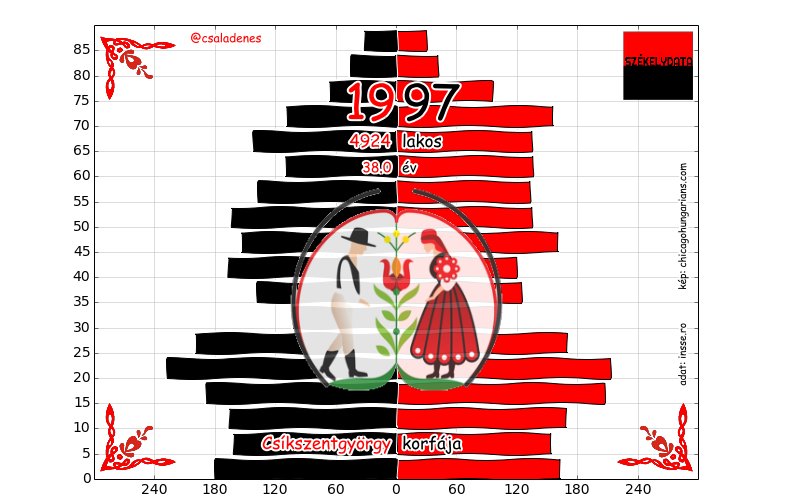 @csaladenes
SZÉKELYDATA
1997
4924 lakos
38.0 év
kép: chicagohungarians.com
adat: insse.ro
Csíkszentgyörgy korfája
85
80
75
70
65
60
55
50
45
40
35
30
25
20
15
10
5
0
240 180 120 60 0 60 120 180 240